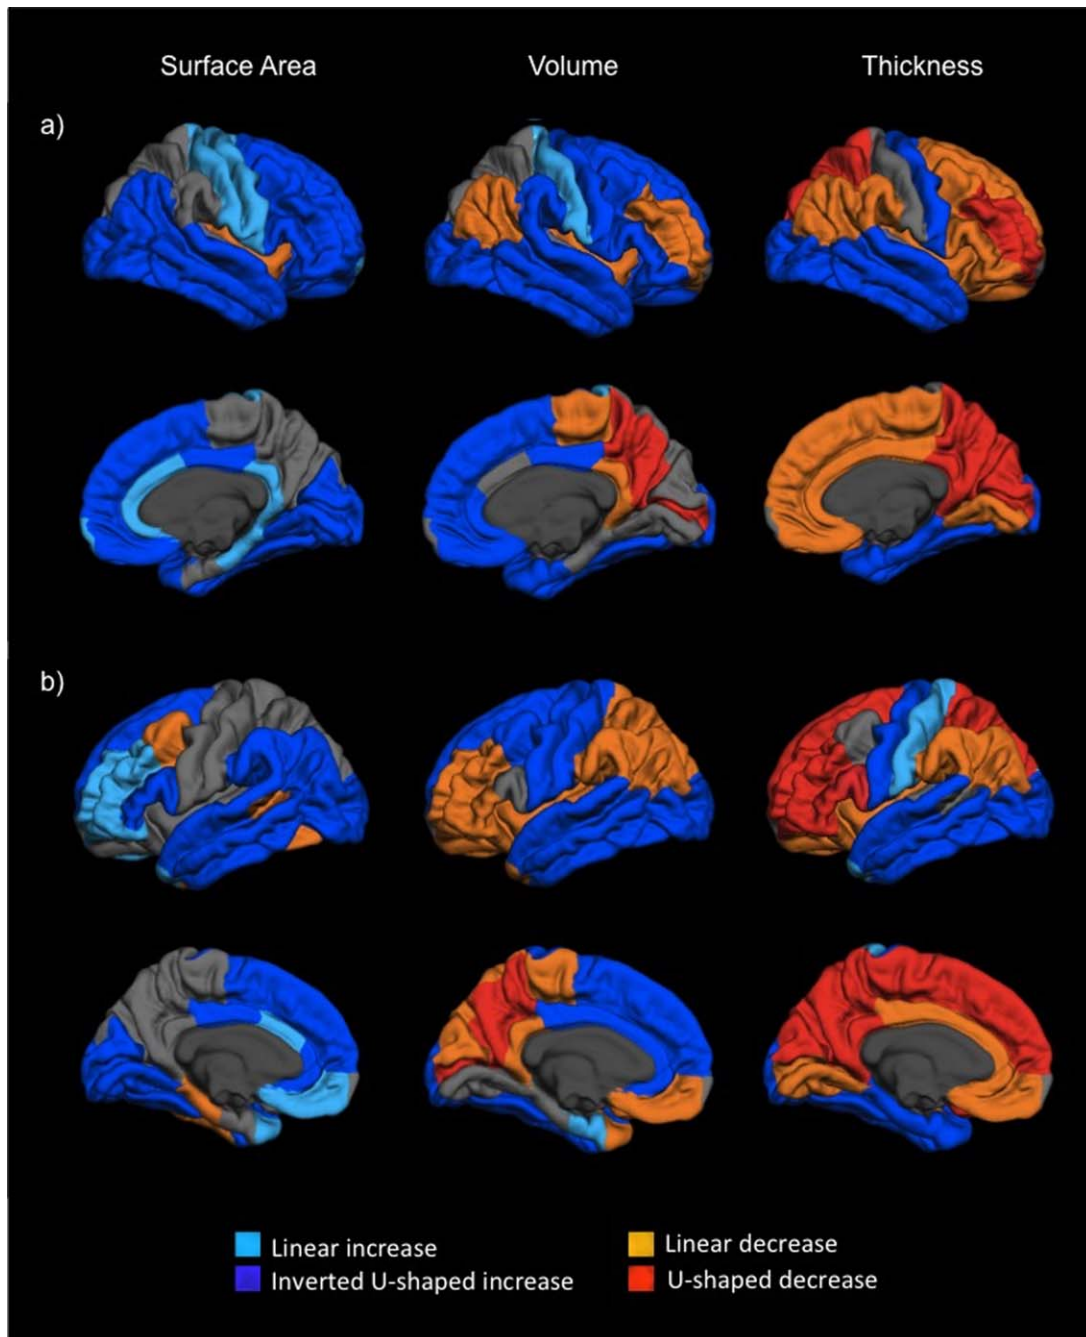 Surface Area Volume Thickness
a)
b)
Linear increase Linear decrease
Inverted U-shaped increase U-shaped decrease